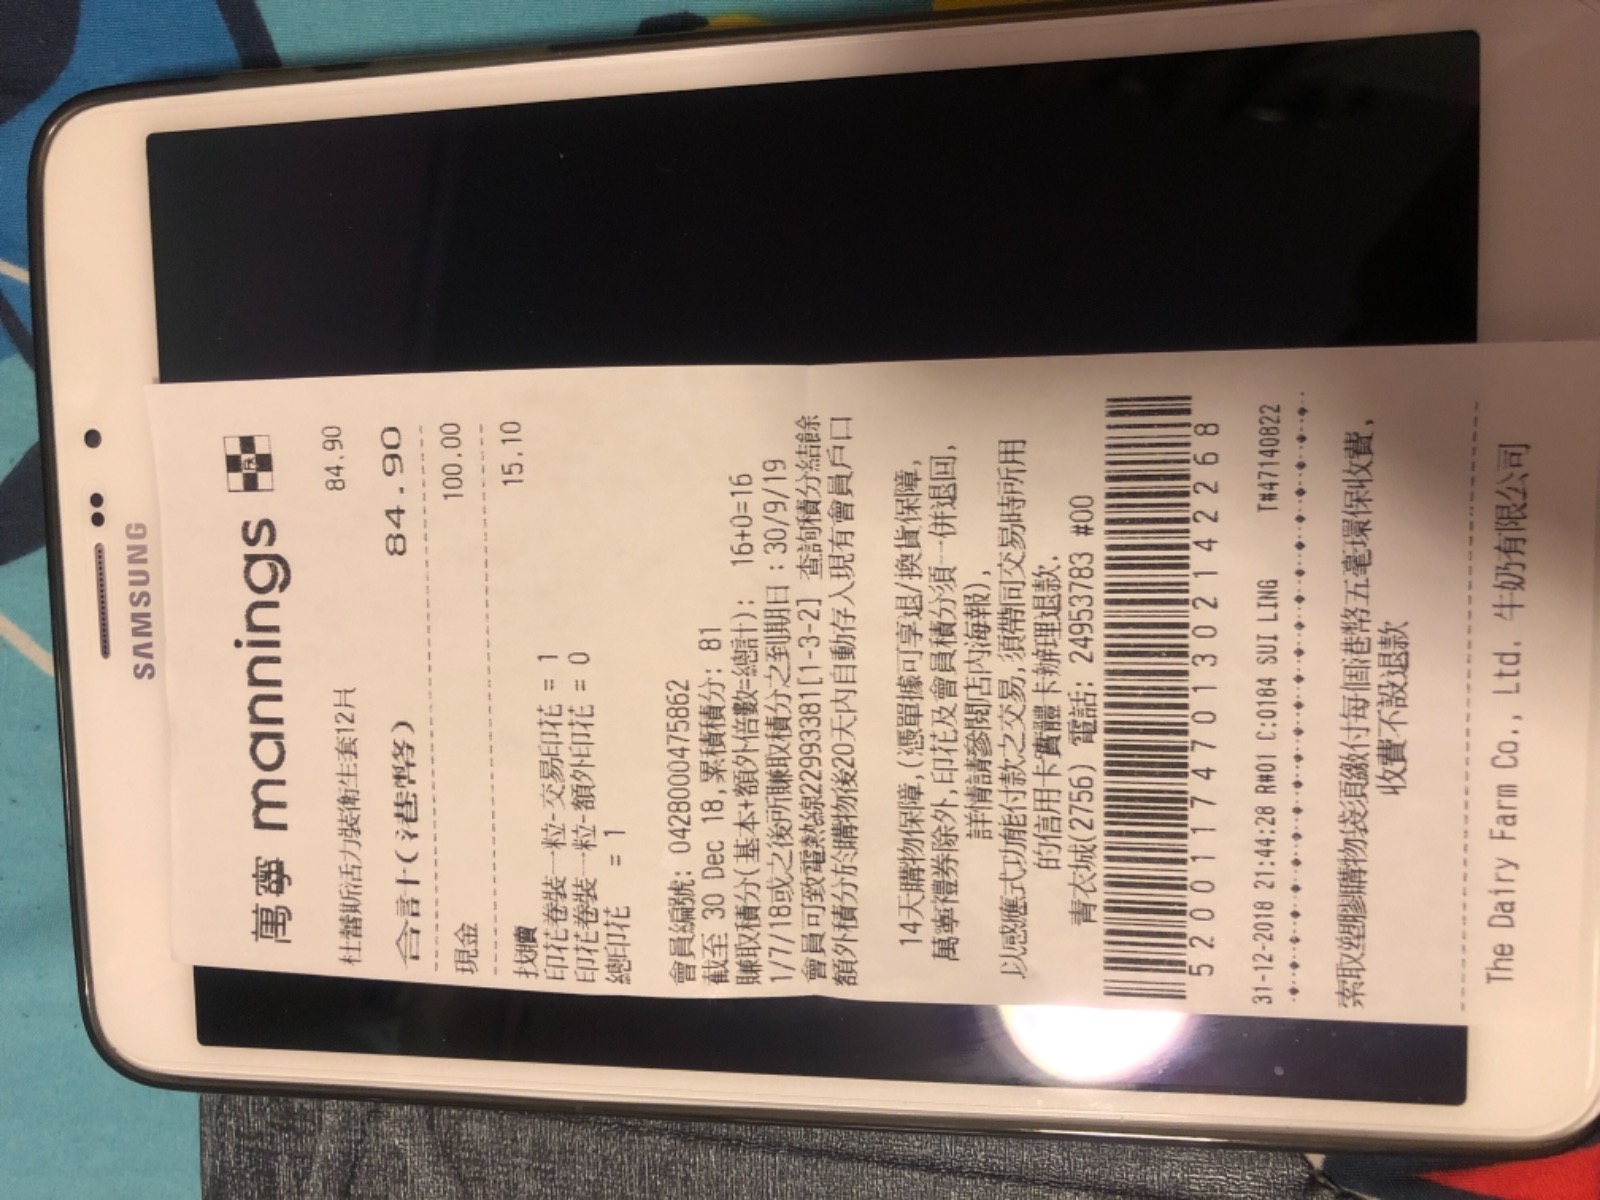 SAMSUNG
萬寧 mannings
杜蕾斯活力裝衛生套12片 84.90
合計(港幣) 84.90
現金 100.00
找贖 15.10
印花卷裝一粒-交易印花 = 1
印花卷裝一粒-額外印花 = 0
總印花 = 1
會員編號: 0428000475862
截至 30 Dec 18,累積積分: 81
賺取積分(基本+額外倍數=總計): 16+0=16
1/7/18或之後所賺取積分之到期日:30/9/19
會員可致電熱線22993381[1-3-2] 查詢積分結餘
額外積分於購物後20天內自動存入現有會員戶口
14天購物保障,(憑單據可享退/換貨保障,
萬寧禮券除外,印花及會員積分須一併退回,
詳情請參閱店內海報),
以感應式功能付款之交易,須帶同交易時所用
的信用卡實體卡辦理退款.
青衣城(2756) 電話: 24953783 #00
52001174701302142268
31-12-2018 21:44:28 R#01 C:0184 SUI LING T#47140822
索取塑膠購物袋須繳付每個港幣五毫環保收費,
收費不設退款
The Dairy Farm Co., Ltd. 牛奶有限公司